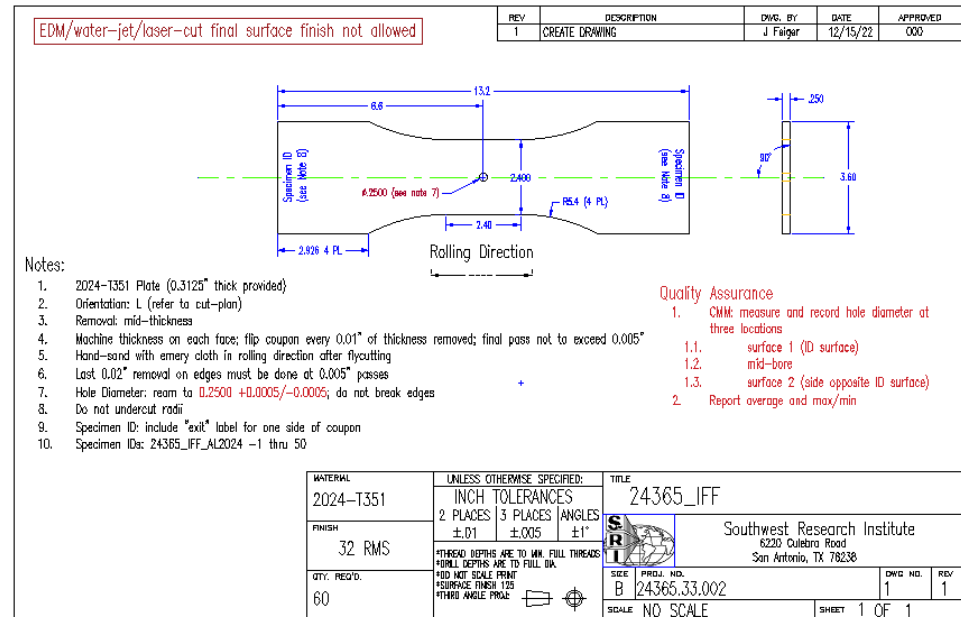 EDM/water-jet/laser-cut final surface finish not allowed
REV DESCRIPTION DWG. BY DATE APPROVED
1 CREATE DRAWING J Feiger 12/15/22 000
13.2
6.6
.250
Specimen ID
(see Note 8)
Specimen ID
(see Note 8)
90°
3.60
2.400
ø.2500 (see note 7)
R5.4 (4 PL)
2.40
2.926 4 PL
Rolling Direction
Notes:
1. 2024-T351 Plate (0.3125" thick provided)
2. Orientation: L (refer to cut-plan)
3. Removal: mid-thickness
4. Machine thickness on each face; flip coupon every 0.01" of thickness removed; final pass not to exceed 0.005"
5. Hand-sand with emery cloth in rolling direction after flycutting
6. Last 0.02" removal on edges must be done at 0.005" passes
7. Hole Diameter: ream to 0.2500 +0.0005/-0.0005; do not break edges
8. Do not undercut radii
9. Specimen ID: include "exit" label for one side of coupon
10. Specimen IDs: 24365_IFF_AL2024 -1 thru 50
Quality Assurance
1. CMM: measure and record hole diameter at
three locations
1.1. surface 1 (ID surface)
1.2. mid-bore
1.3. surface 2 (side opposite ID surface)
2. Report average and max/min
MATERIAL
2024-T351
FINISH
32 RMS
QTY. REQ'D.
60
UNLESS OTHERWISE SPECIFIED:
INCH TOLERANCES
2 PLACES 3 PLACES ANGLES
±.01 ±.005 ±1°
*THREAD DEPTHS ARE TO MIN. FULL THREADS
*DRILL DEPTHS ARE TO FULL DIA.
*DO NOT SCALE PRINT
*SURFACE FINISH 125
*THIRD ANGLE PROJ:
TITLE
24365_IFF
S
R
I
Southwest Research Institute
6220 Culebra Road
San Antonio, TX 76238
SIZE PROJ. NO. DWG NO. REV
B 24365.33.002 1 1
SCALE NO SCALE SHEET 1 OF 1